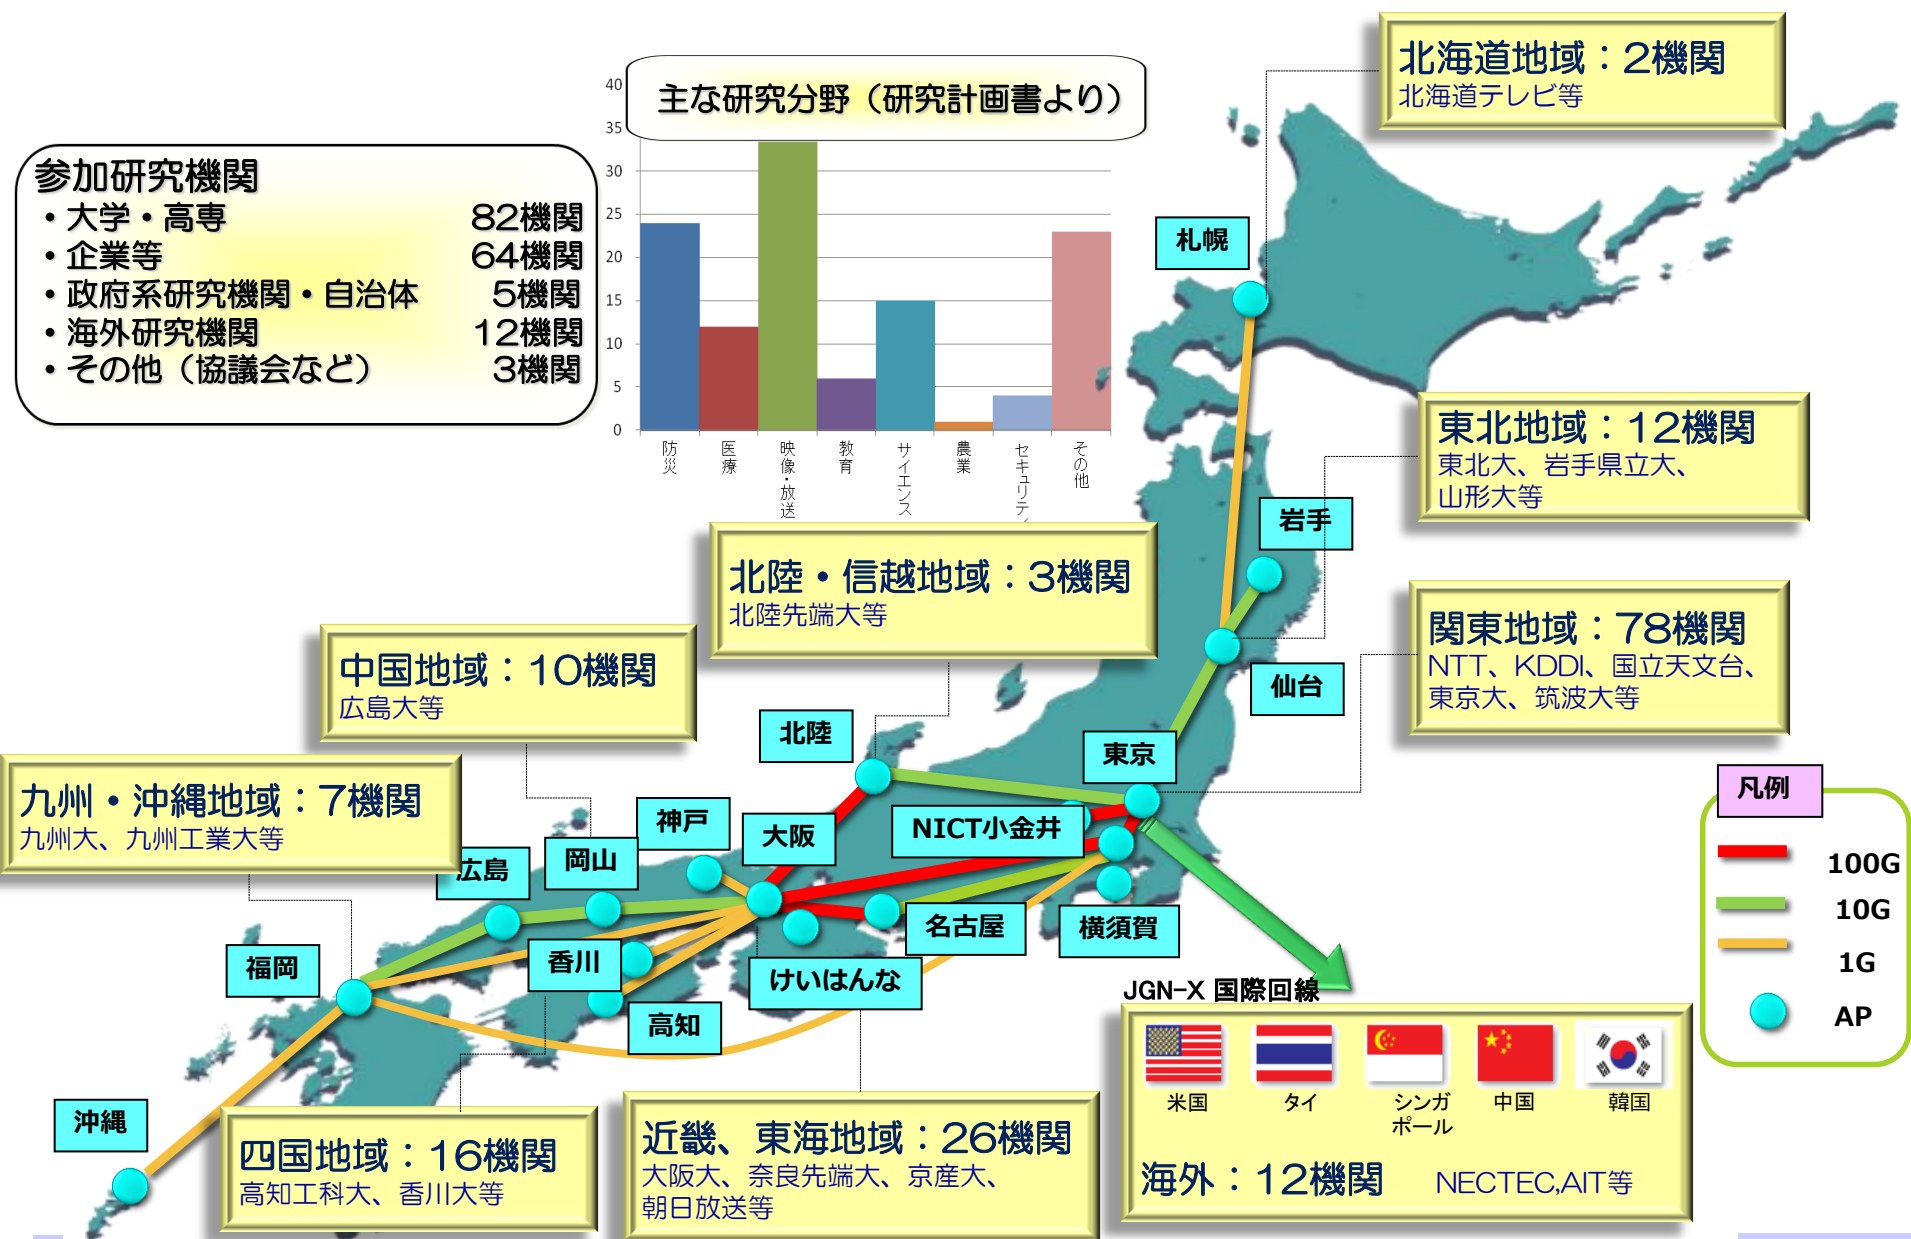 北海道地域：2機関
北海道テレビ等
主な研究分野（研究計画書より）
40
35
30
25
20
15
10
5
0
防災
医療
映像・放送
教育
サイエンス
農業
セキュリティ
その他
参加研究機関
・大学・高専 82機関
・企業等 64機関
・政府系研究機関・自治体 5機関
・海外研究機関 12機関
・その他（協議会など） 3機関
札幌
東北地域：12機関
東北大、岩手県立大、
山形大等
岩手
北陸・信越地域：3機関
北陸先端大等
関東地域：78機関
NTT、KDDI、国立天文台、
東京大、筑波大等
中国地域：10機関
広島大等
仙台
北陸
東京
九州・沖縄地域：7機関
九州大、九州工業大等
神戸
大阪
NICT小金井
広島
岡山
凡例
100G
10G
1G
AP
福岡
香川
名古屋
横須賀
けいはんな
高知
JGN-X 国際回線
米国
タイ
シンガ
ポール
中国
韓国
海外：12機関 NECTEC,AIT等
沖縄
四国地域：16機関
高知工科大、香川大等
近畿、東海地域：26機関
大阪大、奈良先端大、京産大、
朝日放送等